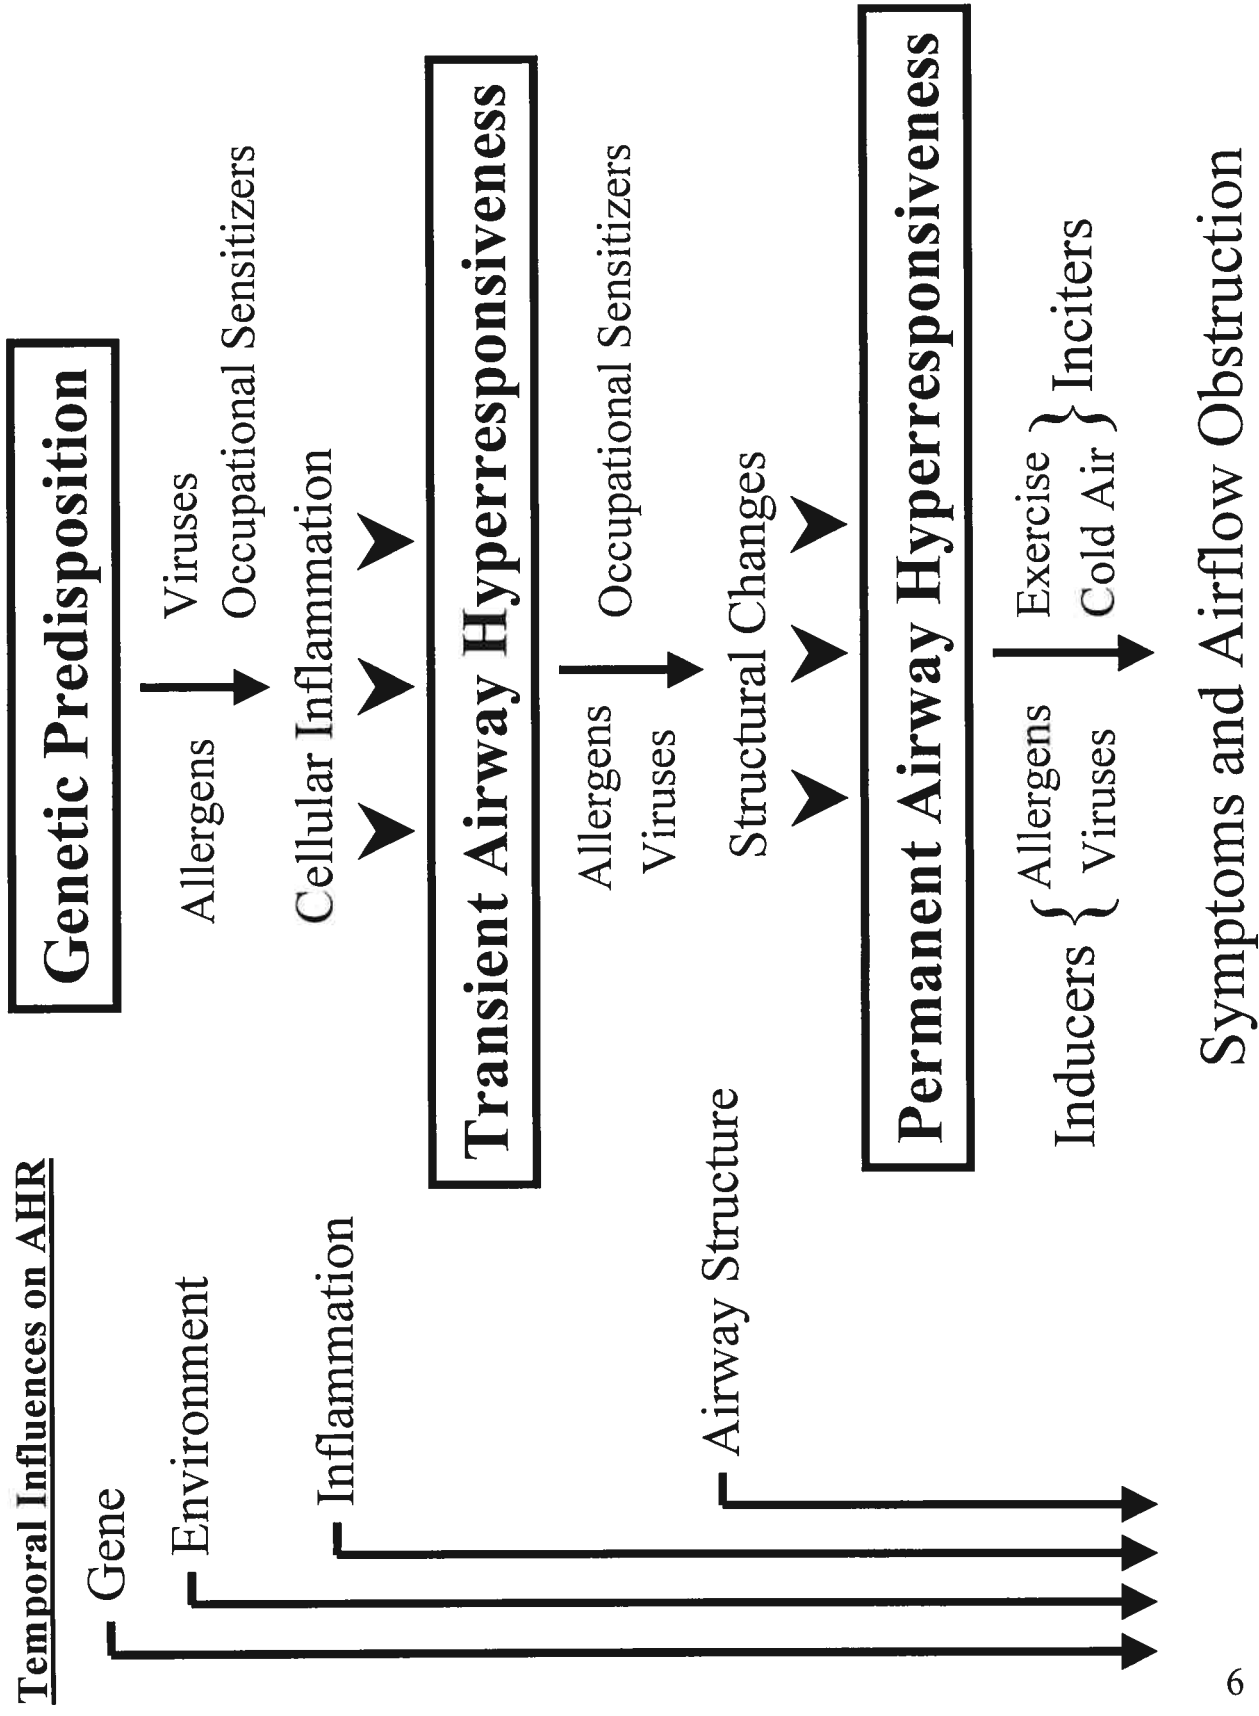 Temporal Influences on AHR
Gene
Environment
Inflammation
Airway Structure
Genetic Predisposition
Allergens
Viruses
Occupational Sensitizers
Cellular Inflammation
Transient Airway Hyperresponsiveness
Allergens
Viruses
Occupational Sensitizers
Structural Changes
Permanent Airway Hyperresponsiveness
Inducers { Allergens
Viruses
Exercise } Inciters
Cold Air
Symptoms and Airflow Obstruction
6